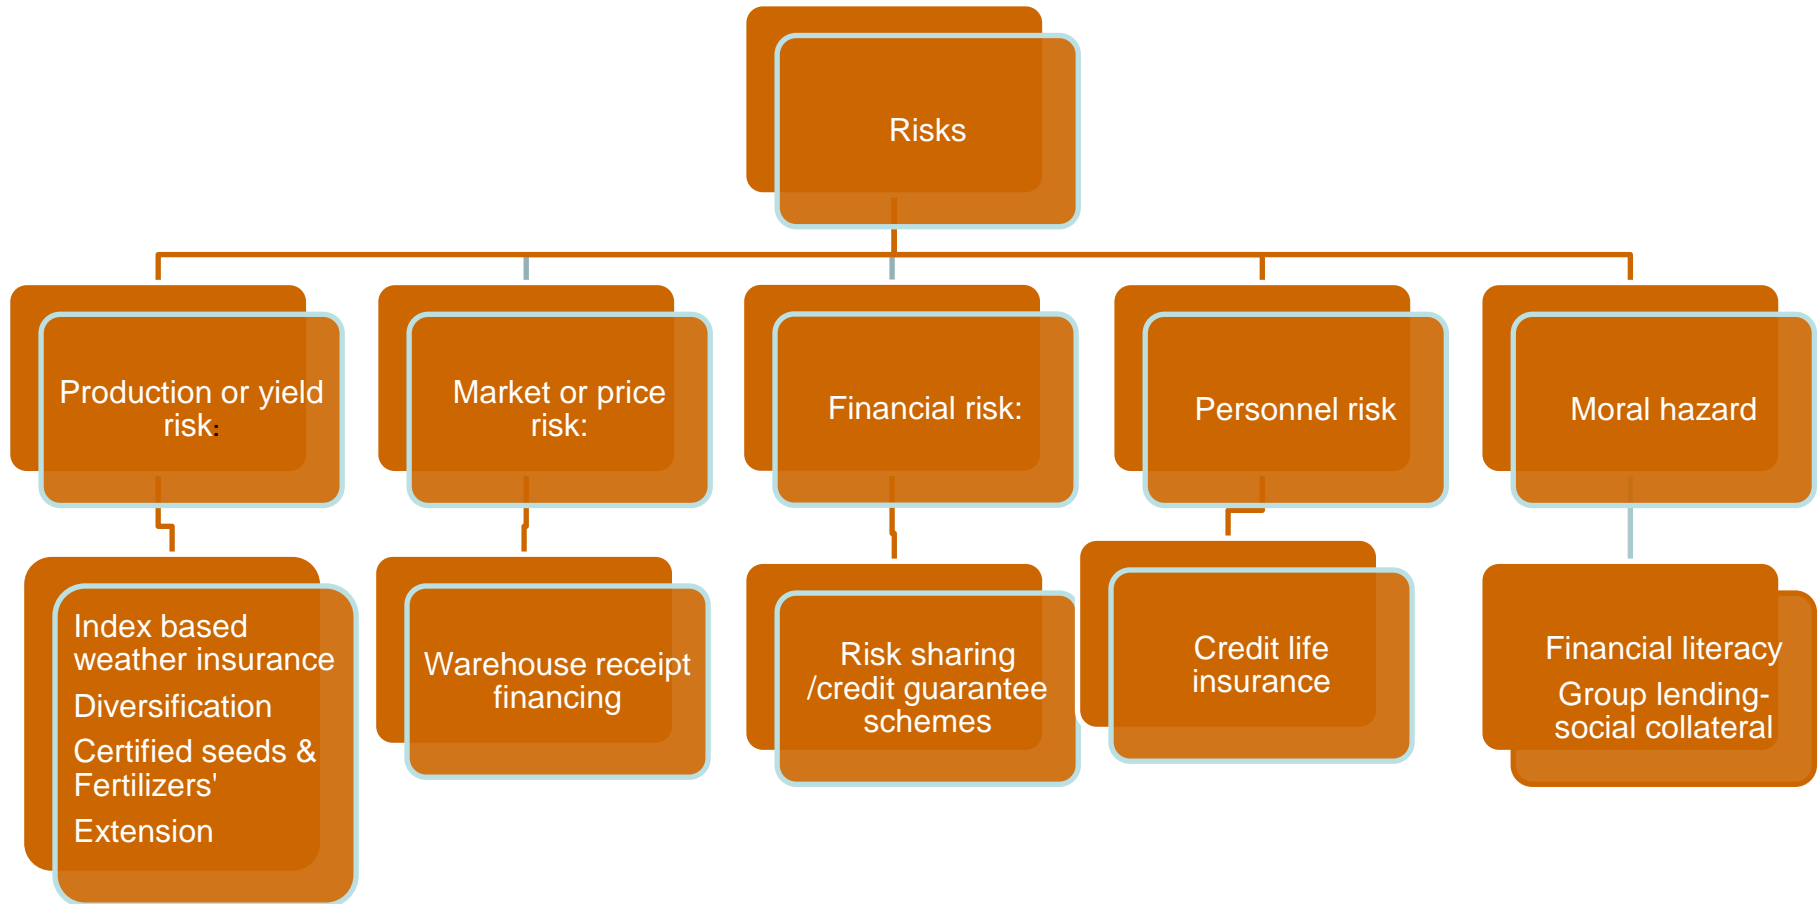 Risks
Production or yield
risk:
Market or price
risk:
Financial risk:
Personnel risk
Moral hazard
Index based
weather insurance
Diversification
Certified seeds &
Fertilizers'
Extension
Warehouse receipt
financing
Risk sharing
/credit guarantee
schemes
Credit life
insurance
Financial literacy
Group lending-
social collateral